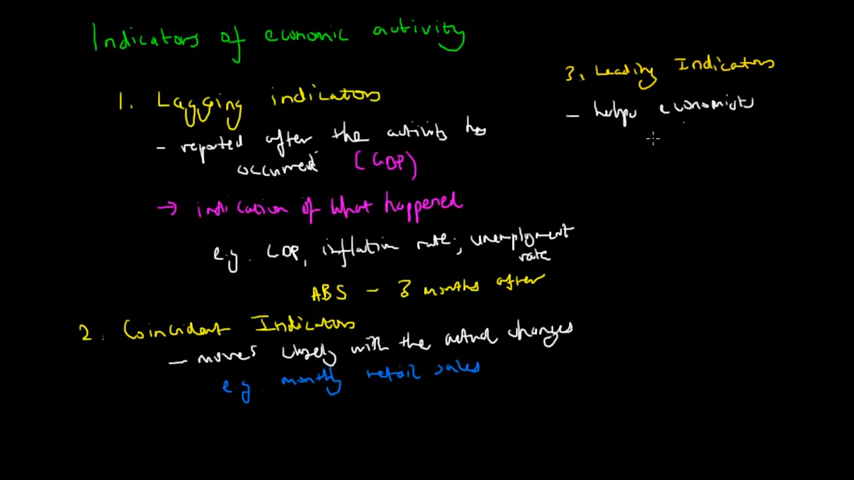 Indicators of economic activity
1. Lagging indicators
- reported after the activity has
occurred (GDP)
→ indication of what happened
e.g. GDP, inflation rate, unemployment
rate
ABS - 3 months after
2. Coincident Indicators
- moves closely with the actual changes
e.g. monthly retail sales
3. Leading Indicators
- helps economists